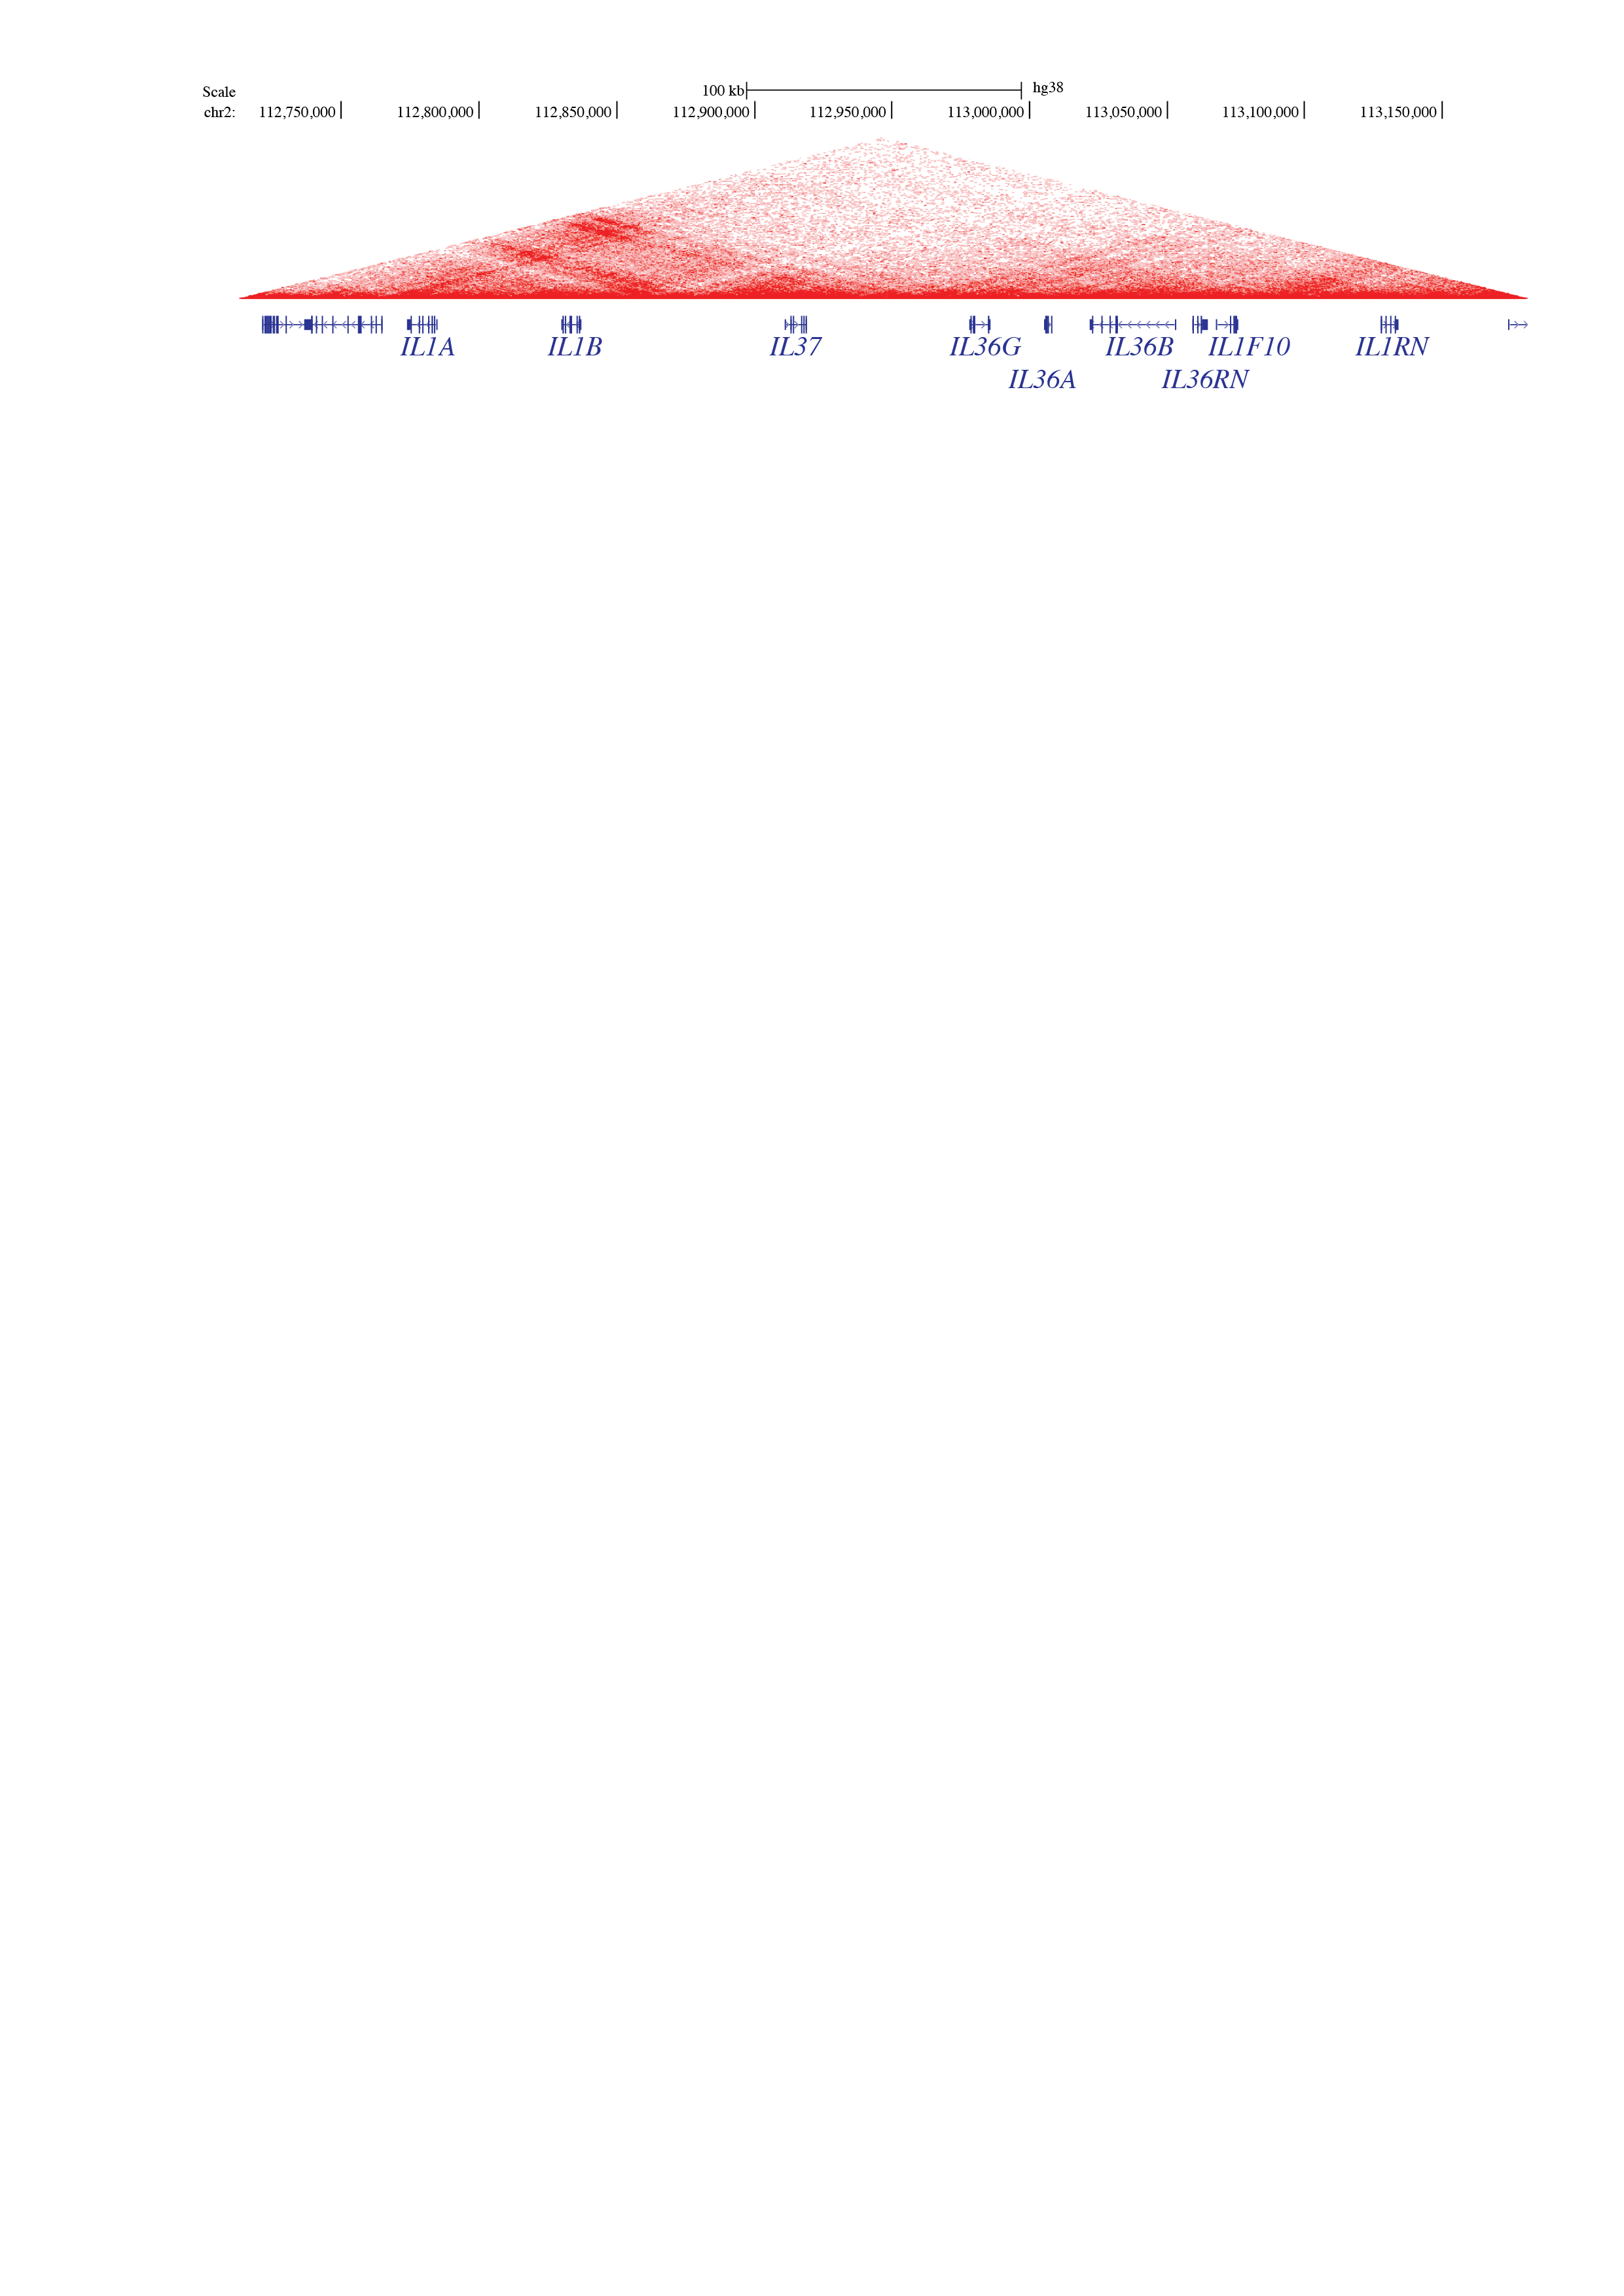 Scale 100 kb hg38
chr2: 112,750,000 112,800,000 112,850,000 112,900,000 112,950,000 113,000,000 113,050,000 113,100,000 113,150,000
IL1A IL1B IL37 IL36G IL36B IL1F10 IL1RN
IL36A IL36RN